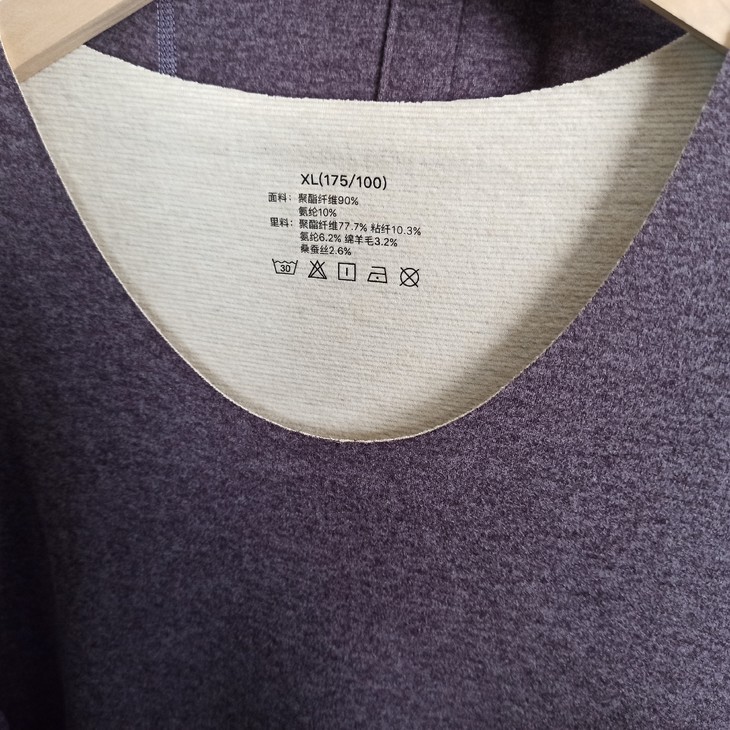 XL(175/100)
面料：聚酯纤维90%
氨纶10%
里料：聚酯纤维77.7% 粘纤10.3%
氨纶6.2% 绵羊毛3.2%
桑蚕丝2.6%
30